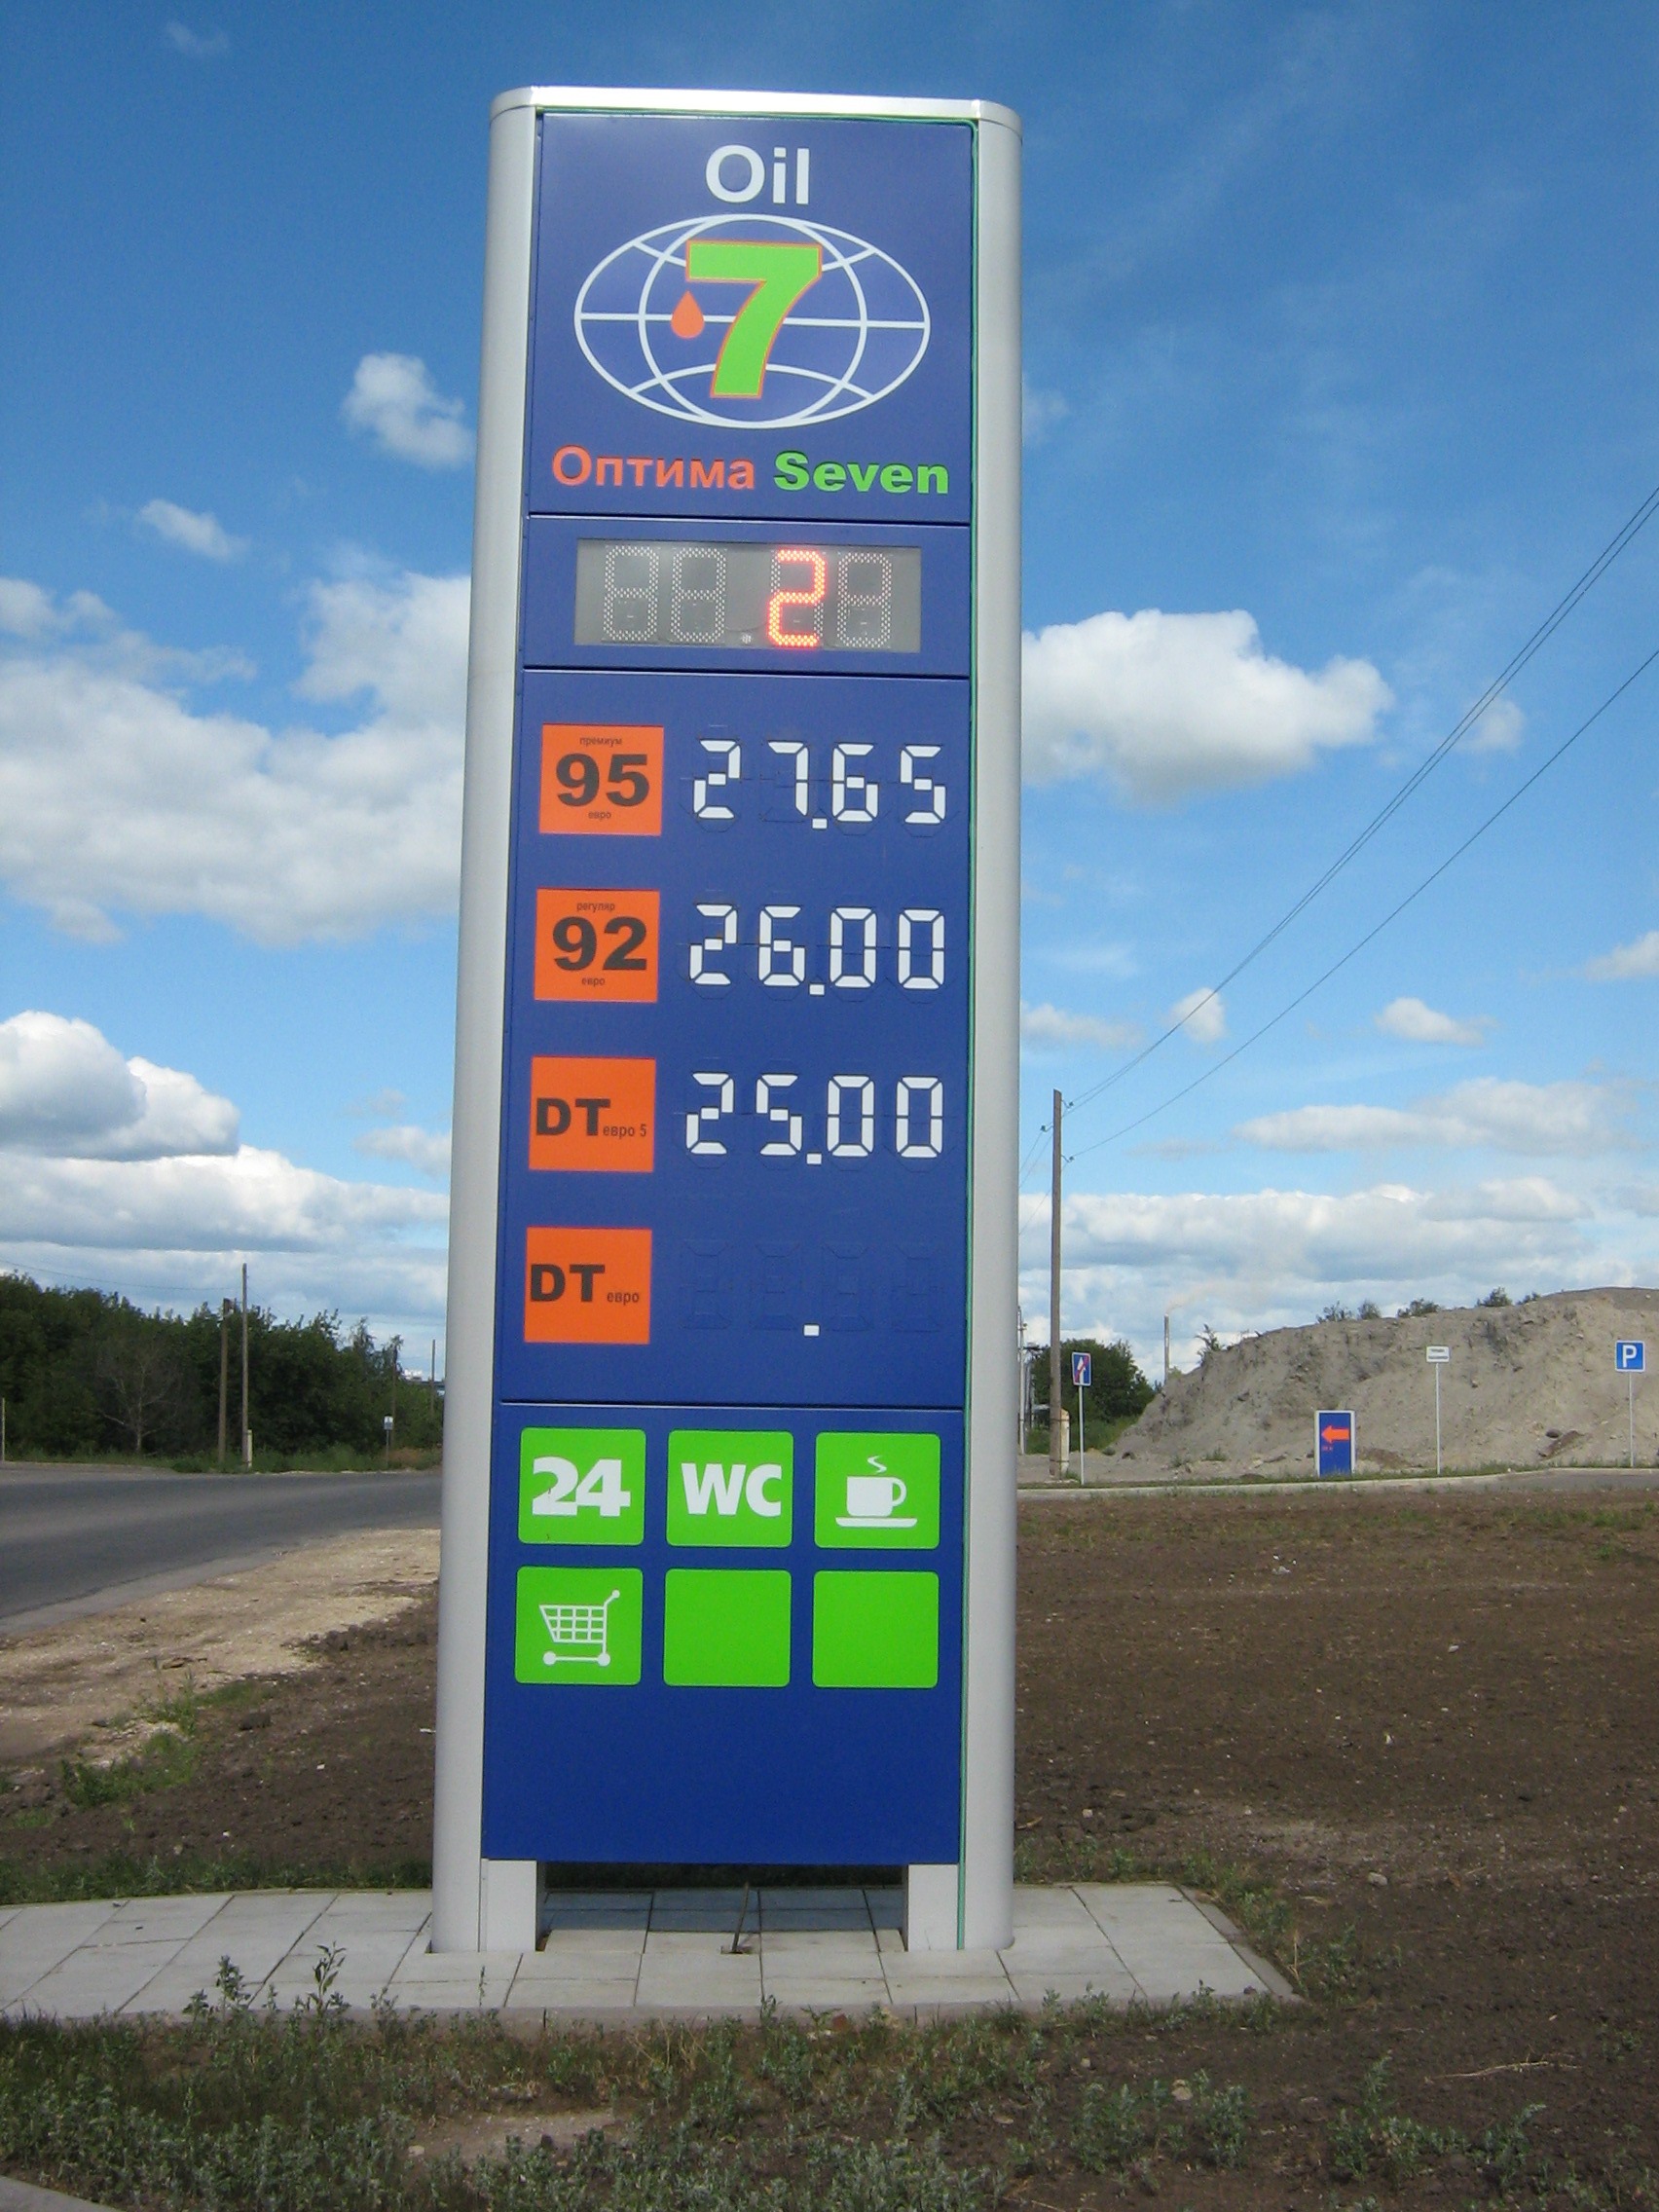 Oil
7
Оптима Seven
2
премиум
95
евро
27.65
регуляр
92
евро
26.00
DT евро 5
25.00
DT евро
.
24
WC
P